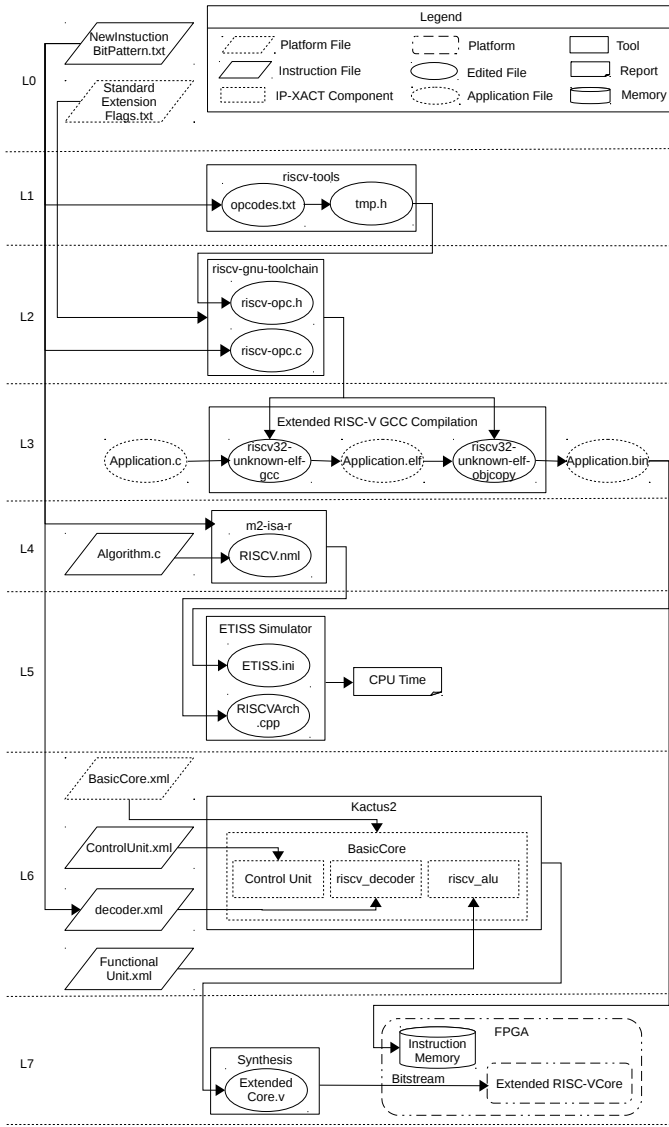 Legend
Platform File
Platform
Tool
Instruction File
Edited File
Report
IP-XACT Component
Application File
Memory
L0
NewInstuction
BitPattern.txt
Standard
Extension
Flags.txt
L1
riscv-tools
opcodes.txt
tmp.h
L2
riscv-gnu-toolchain
riscv-opc.h
riscv-opc.c
L3
Extended RISC-V GCC Compilation
Application.c
riscv32-
unknown-elf-
gcc
Application.elf
riscv32-
unknown-elf-
objcopy
Application.bin
L4
m2-isa-r
Algorithm.c
RISCV.nml
L5
ETISS Simulator
ETISS.ini
RISCVArch
.cpp
CPU Time
L6
BasicCore.xml
Kactus2
ControlUnit.xml
BasicCore
Control Unit
riscv_decoder
riscv_alu
decoder.xml
Functional
Unit.xml
L7
FPGA
Instruction
Memory
Synthesis
Extended
Core.v
Bitstream
Extended RISC-VCore